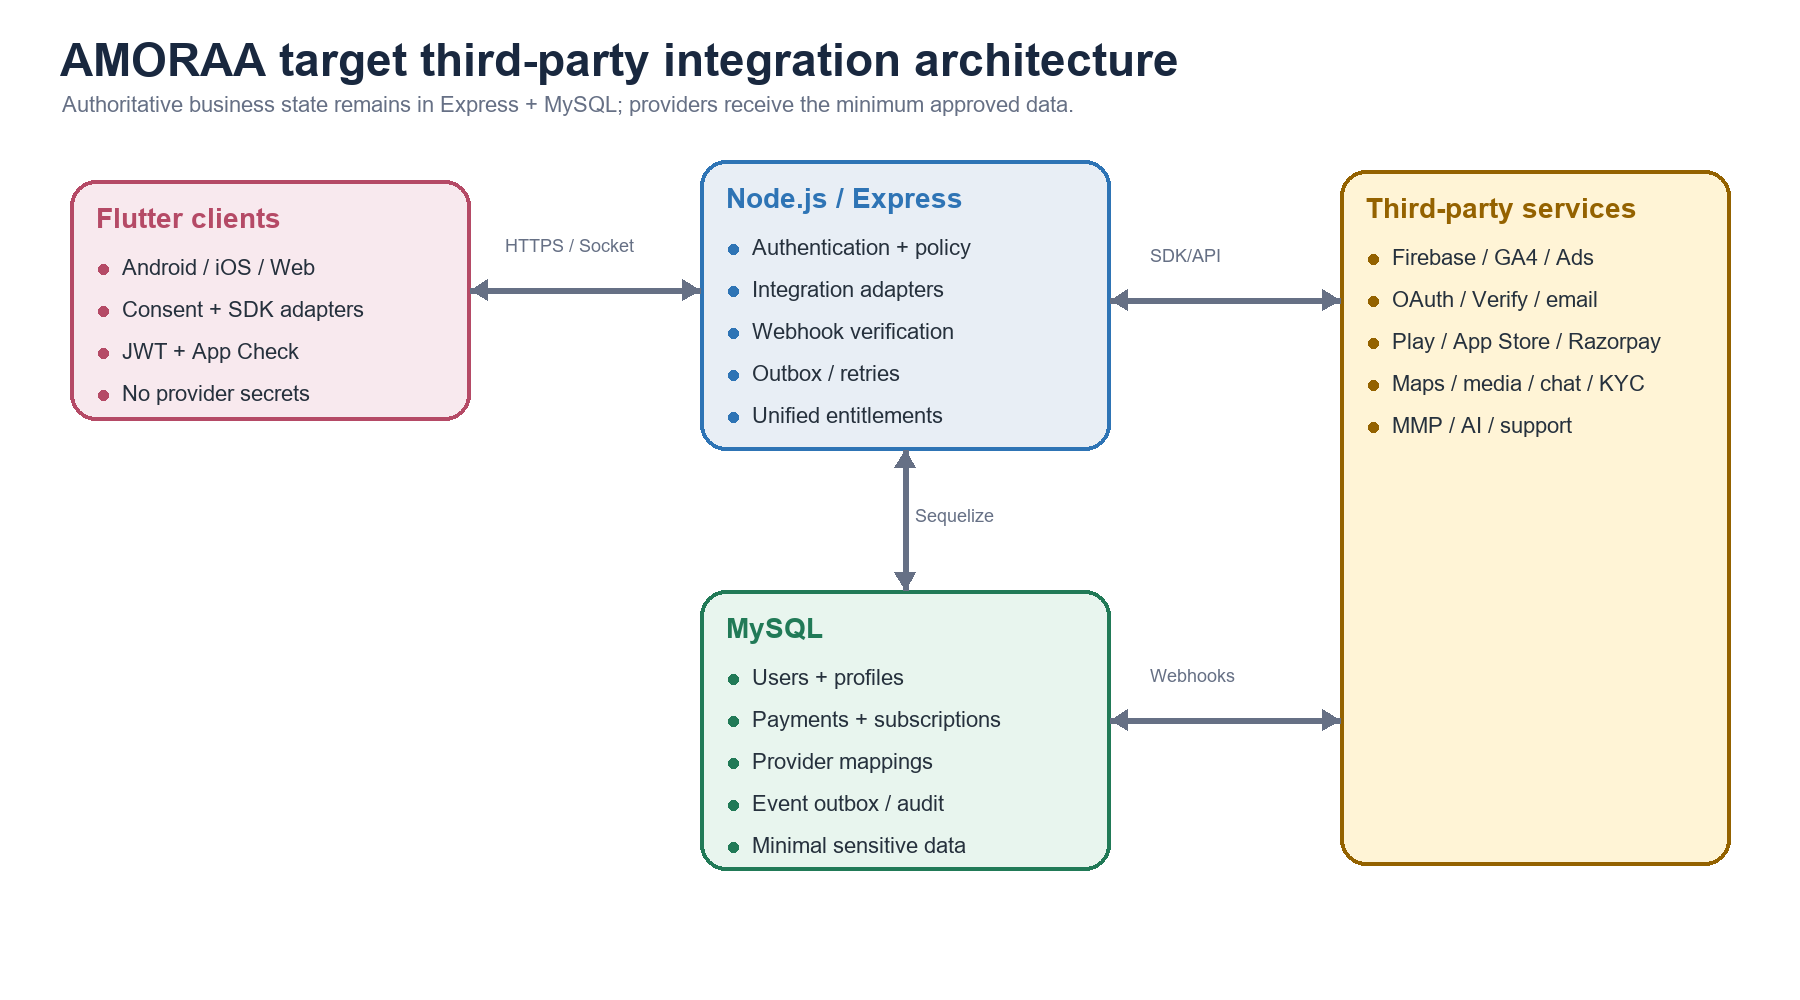 AMORAA target third-party integration architecture
Authoritative business state remains in Express + MySQL; providers receive the minimum approved data.
Flutter clients
Android / iOS / Web
Consent + SDK adapters
JWT + App Check
No provider secrets
HTTPS / Socket
Node.js / Express
Authentication + policy
Integration adapters
Webhook verification
Outbox / retries
Unified entitlements
SDK/API
Third-party services
Firebase / GA4 / Ads
OAuth / Verify / email
Play / App Store / Razorpay
Maps / media / chat / KYC
MMP / AI / support
Sequelize
MySQL
Users + profiles
Payments + subscriptions
Provider mappings
Event outbox / audit
Minimal sensitive data
Webhooks